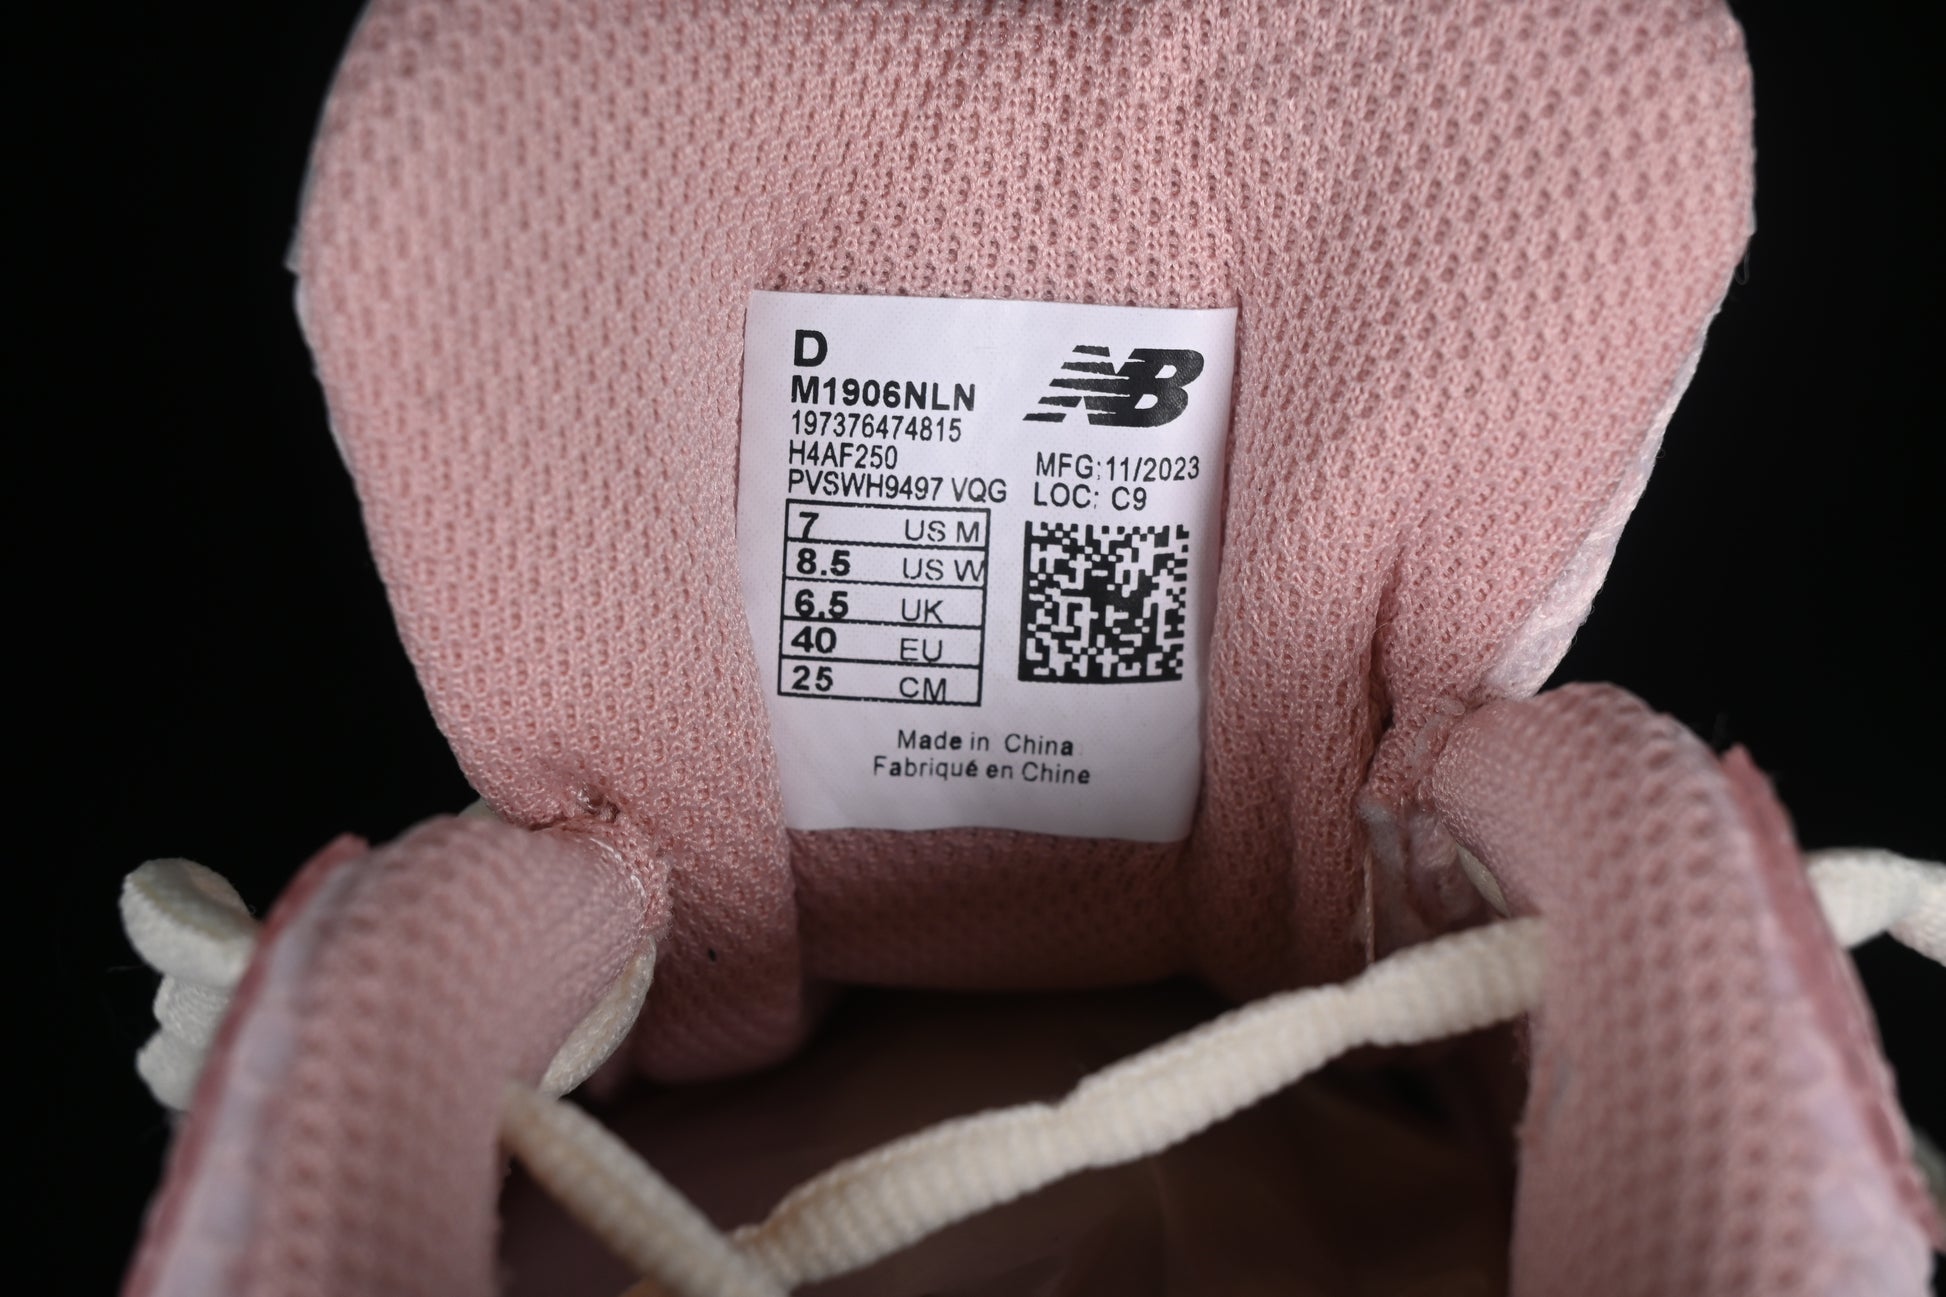 D
M1906NLN
197376474815
H4AF250
PVSWH9497 VQG
NB
MFG:11/2023
LOC: C9
7 US M
8.5 US W
6.5 UK
40 EU
25 CM
Made in China
Fabriqué en Chine